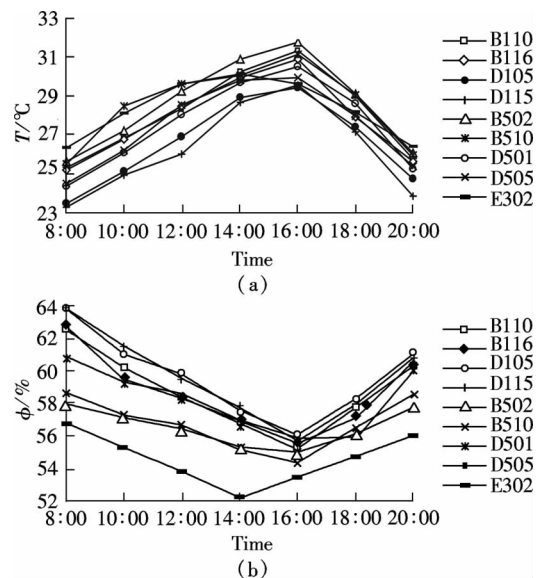 33
31
29
27
25
23
T/℃
8:00 10:00 12:00 14:00 16:00 18:00 20:00
Time
(a)
B110
B116
D105
D115
B502
B510
D501
D505
E302
64
62
60
58
56
54
52
ϕ/%
8:00 10:00 12:00 14:00 16:00 18:00 20:00
Time
(b)
B110
B116
D105
D115
B502
B510
D501
D505
E302